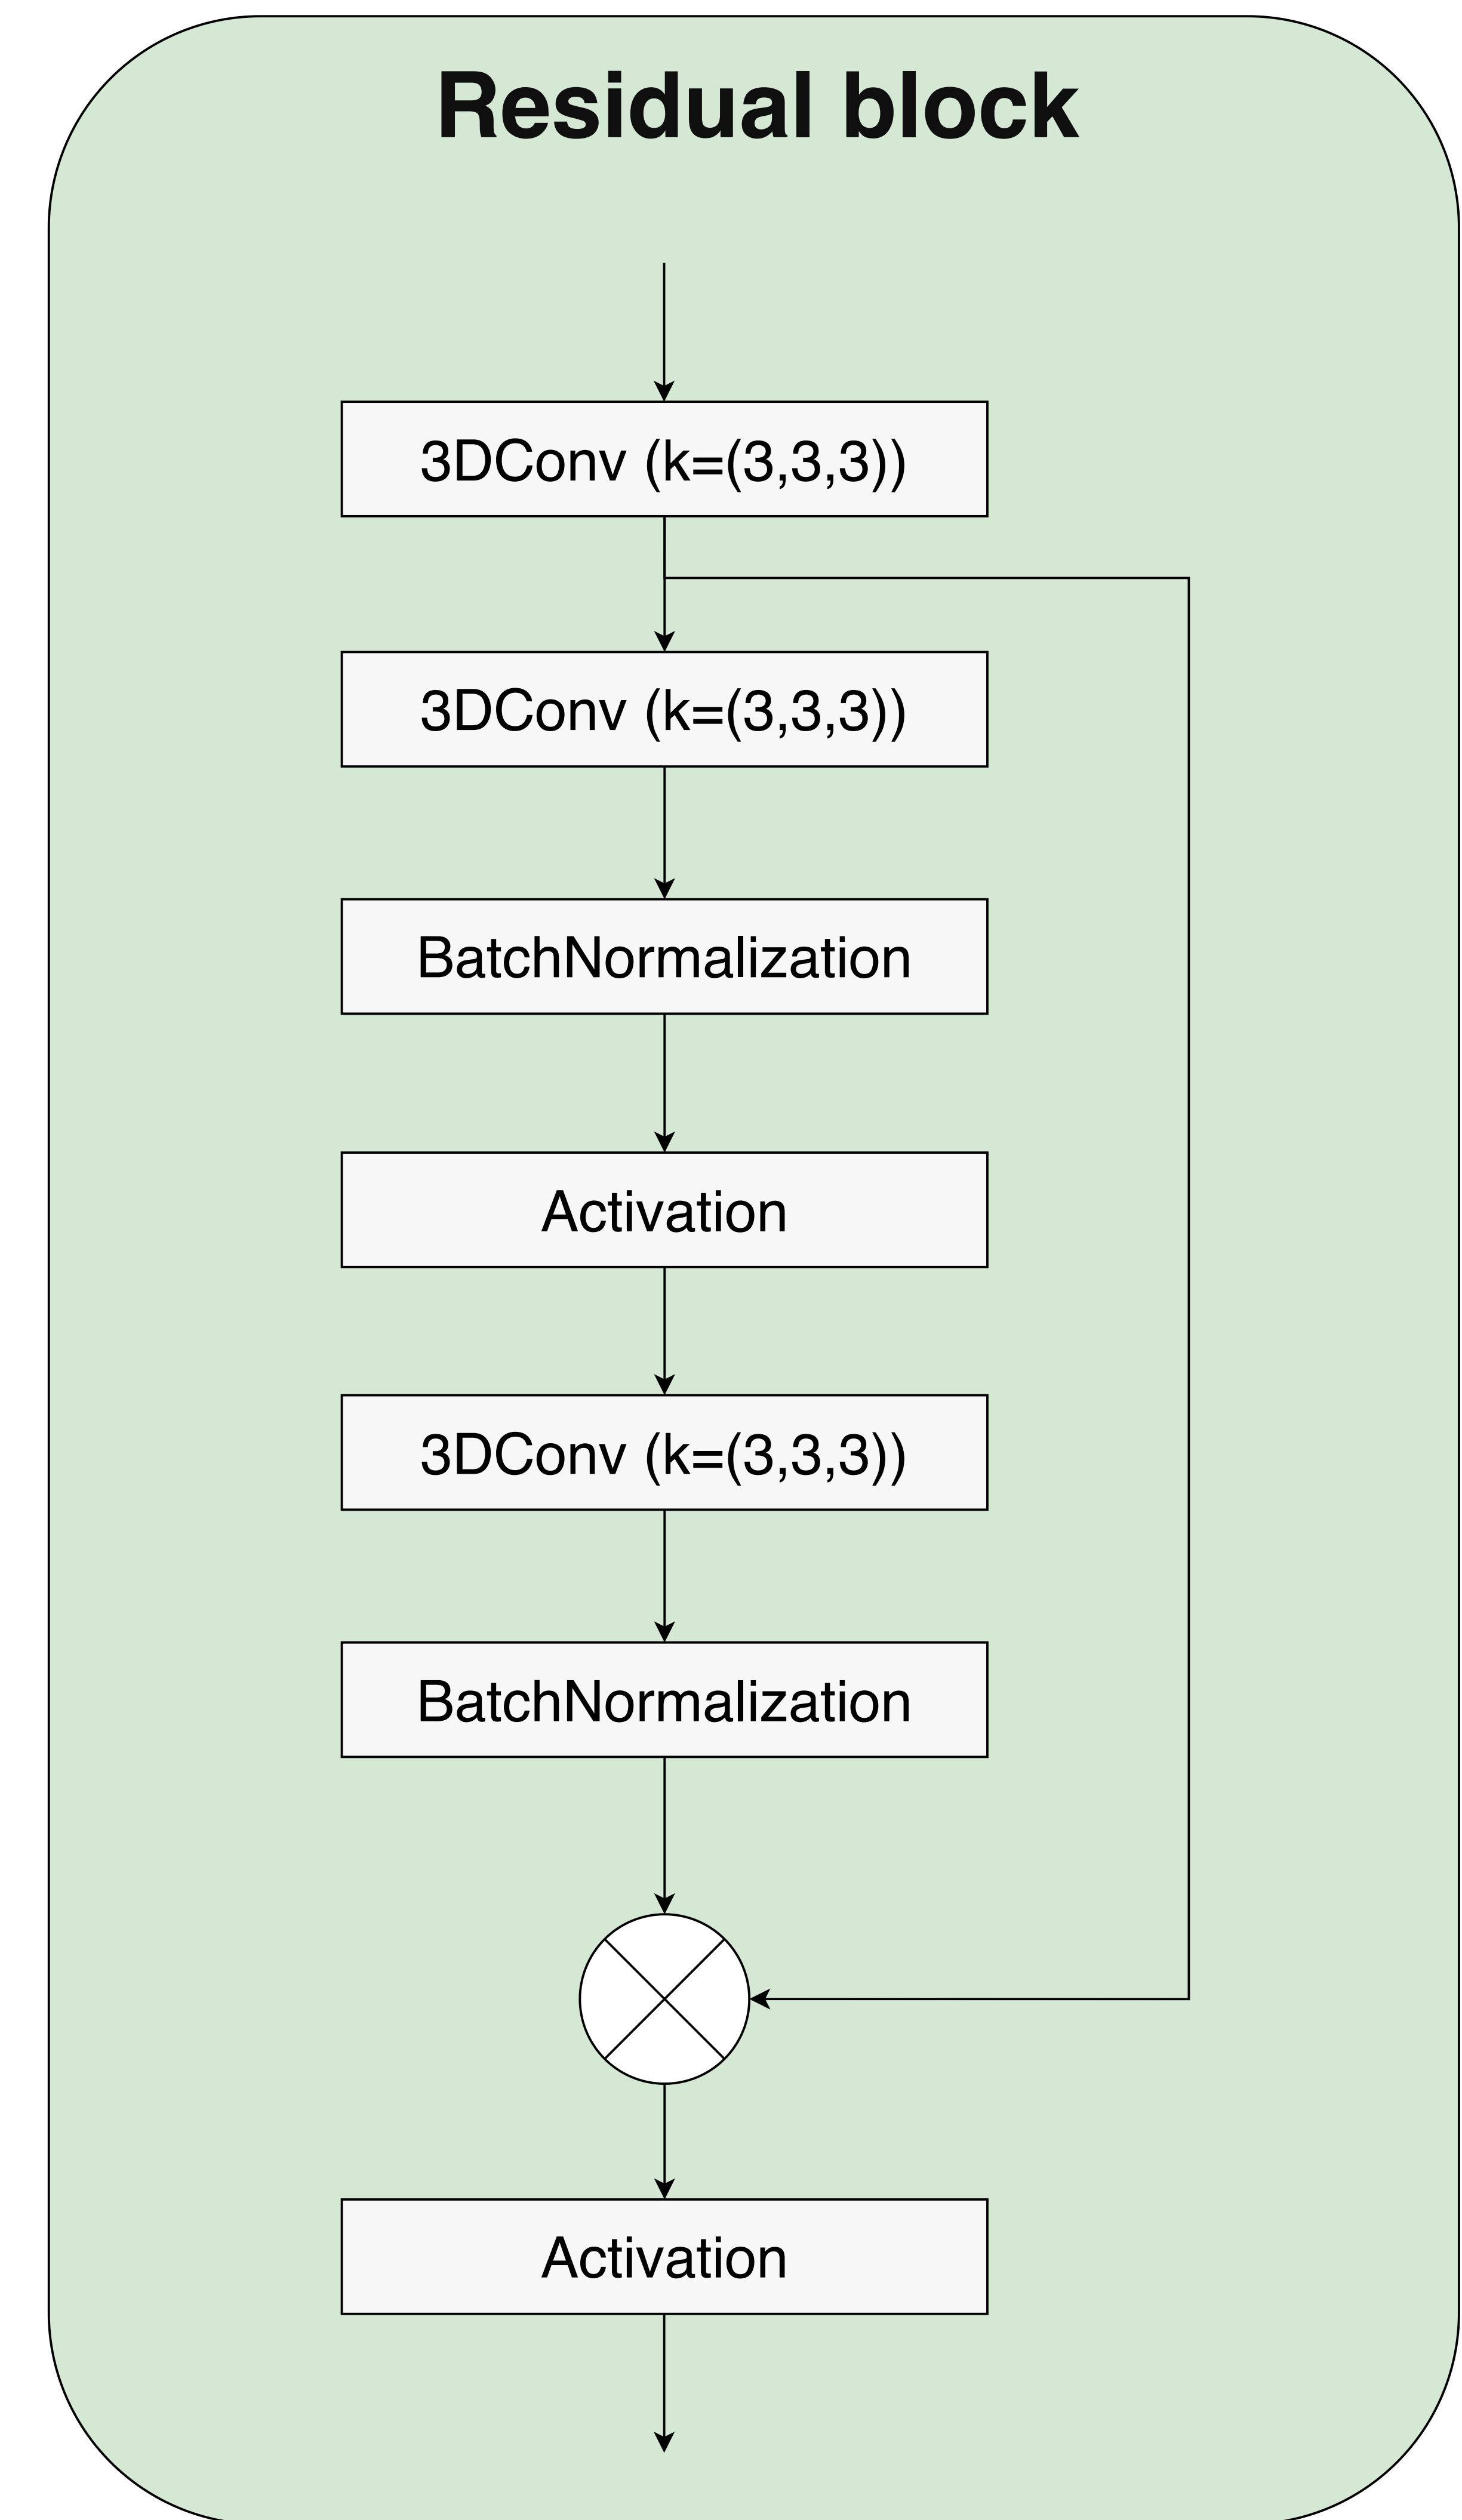 Residual block
3DConv (k=(3,3,3))
3DConv (k=(3,3,3))
BatchNormalization
Activation
3DConv (k=(3,3,3))
BatchNormalization
Activation